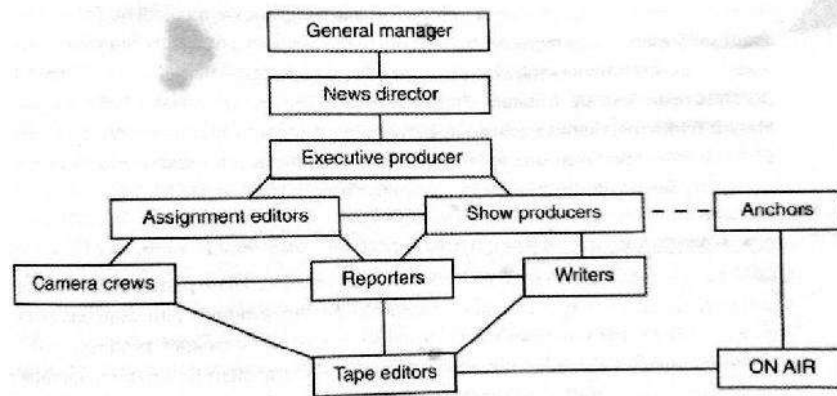 General manager
News director
Executive producer
Assignment editors
Show producers
Anchors
Camera crews
Reporters
Writers
Tape editors
ON AIR